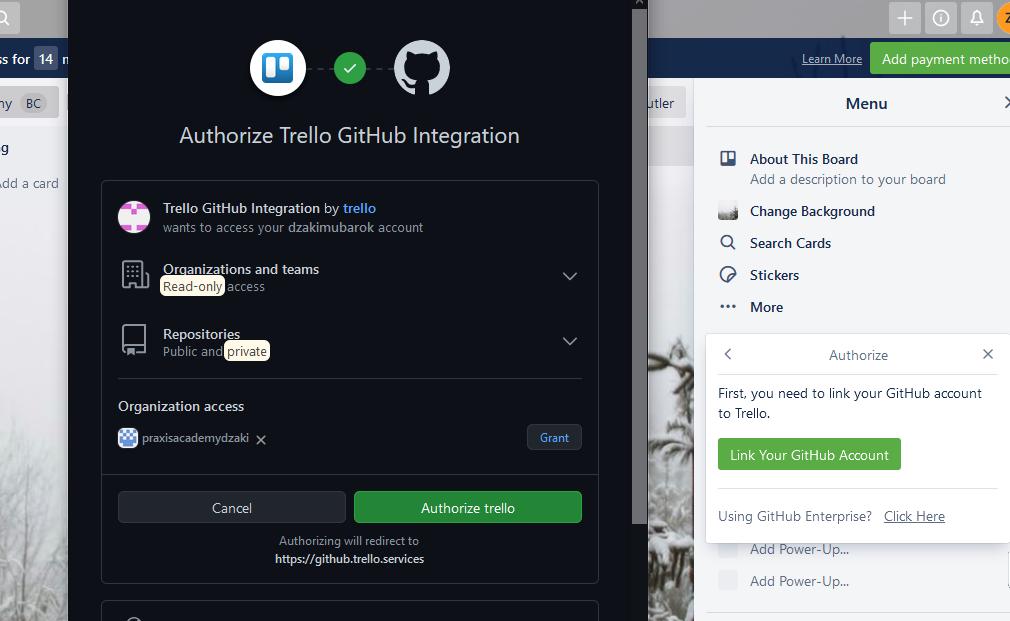 ss for 14
Learn More
Add payment metho
ny BC
utler
Menu
g
dd a card
Authorize Trello GitHub Integration
Trello GitHub Integration by trello
wants to access your dzakimubarok account
Organizations and teams
Read-only access
Repositories
Public and private
Organization access
praxisacademydzaki
Grant
Cancel
Authorize trello
Authorizing will redirect to
https://github.trello.services
About This Board
Add a description to your board
Change Background
Search Cards
Stickers
More
Authorize
First, you need to link your GitHub account
to Trello.
Link Your GitHub Account
Using GitHub Enterprise? Click Here
Add Power-Up...
Add Power-Up...